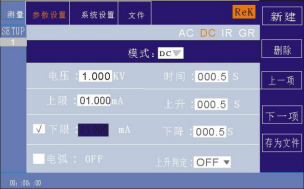 测量 参数设置 系统设置 文件 ReK 新建
SETUP AC DC IR GR
1
模式: DC
删除
电压: 1.000 KV 时间: 000.5 S
上一项
上限: 01.000 mA 上升: 000.5 S
下限: mA 下降: 000.5 S
下一项
电弧: OFF 上升判定: OFF
存为文件
00: 00: 00